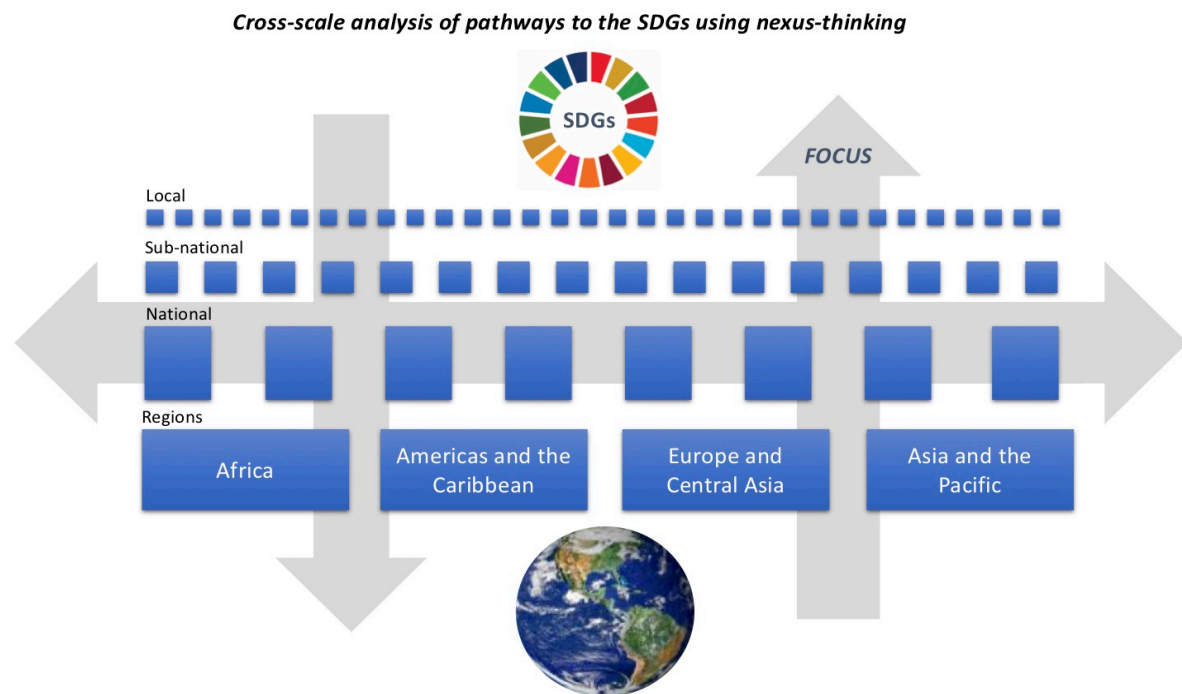 Cross-scale analysis of pathways to the SDGs using nexus-thinking
SDGs
FOCUS
Local
Sub-national
National
Regions
Africa
Americas and the
Caribbean
Europe and
Central Asia
Asia and the
Pacific